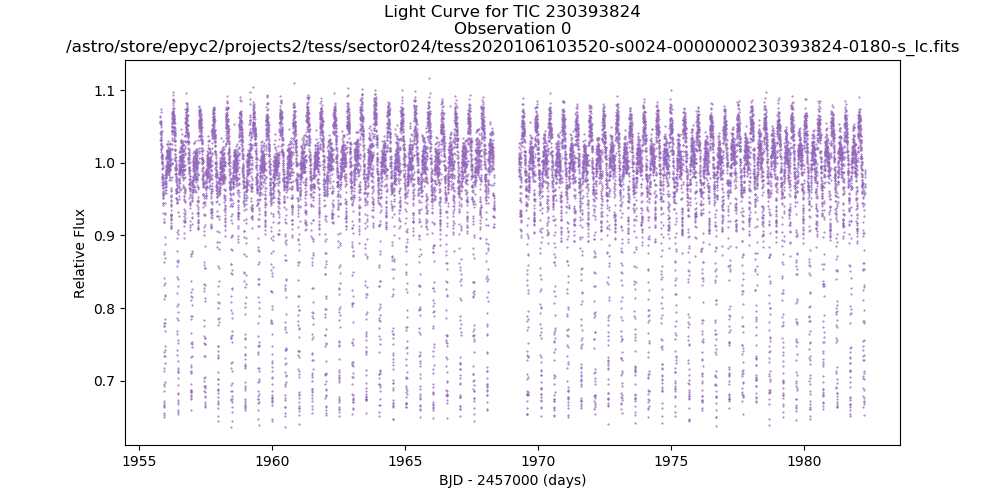 Light Curve for TIC 230393824
Observation 0
/astro/store/epyc2/projects2/tess/sector024/tess2020106103520-s0024-0000000230393824-0180-s_lc.fits
1.1
1.0
0.9
0.8
0.7
Relative Flux
1955 1960 1965 1970 1975 1980
BJD - 2457000 (days)